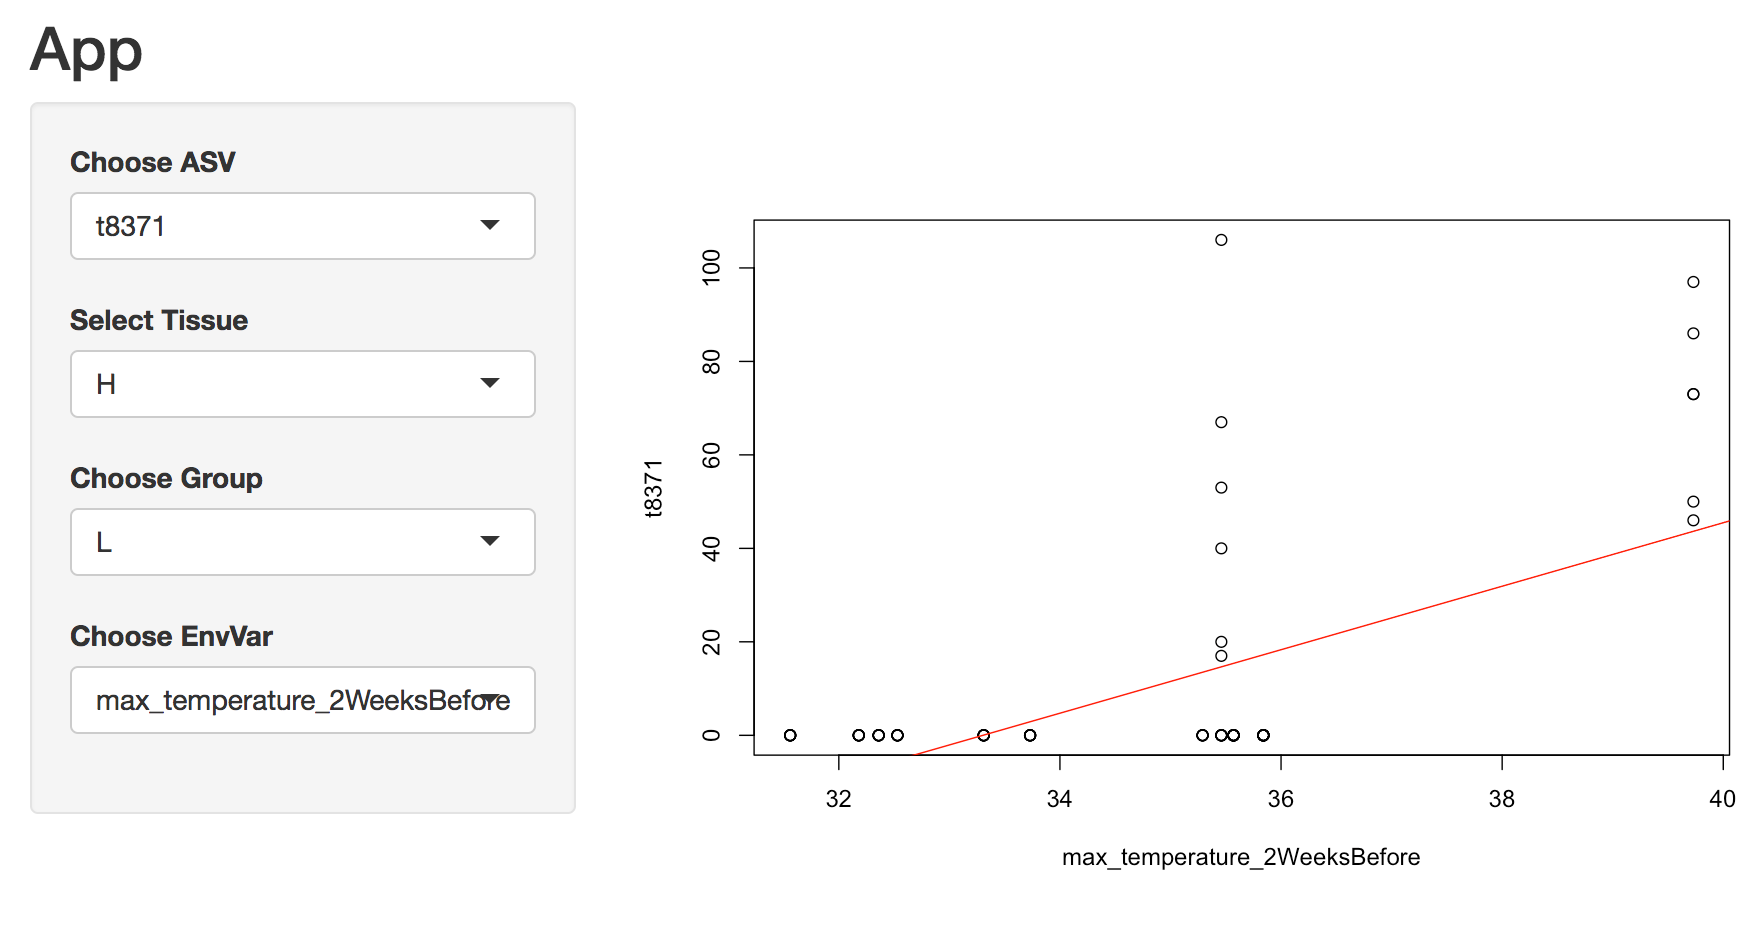 App
Choose ASV
t8371
Select Tissue
H
Choose Group
L
Choose EnvVar
max_temperature_2WeeksBefore
t8371
100
80
60
40
20
0
32 34 36 38 40
max_temperature_2WeeksBefore